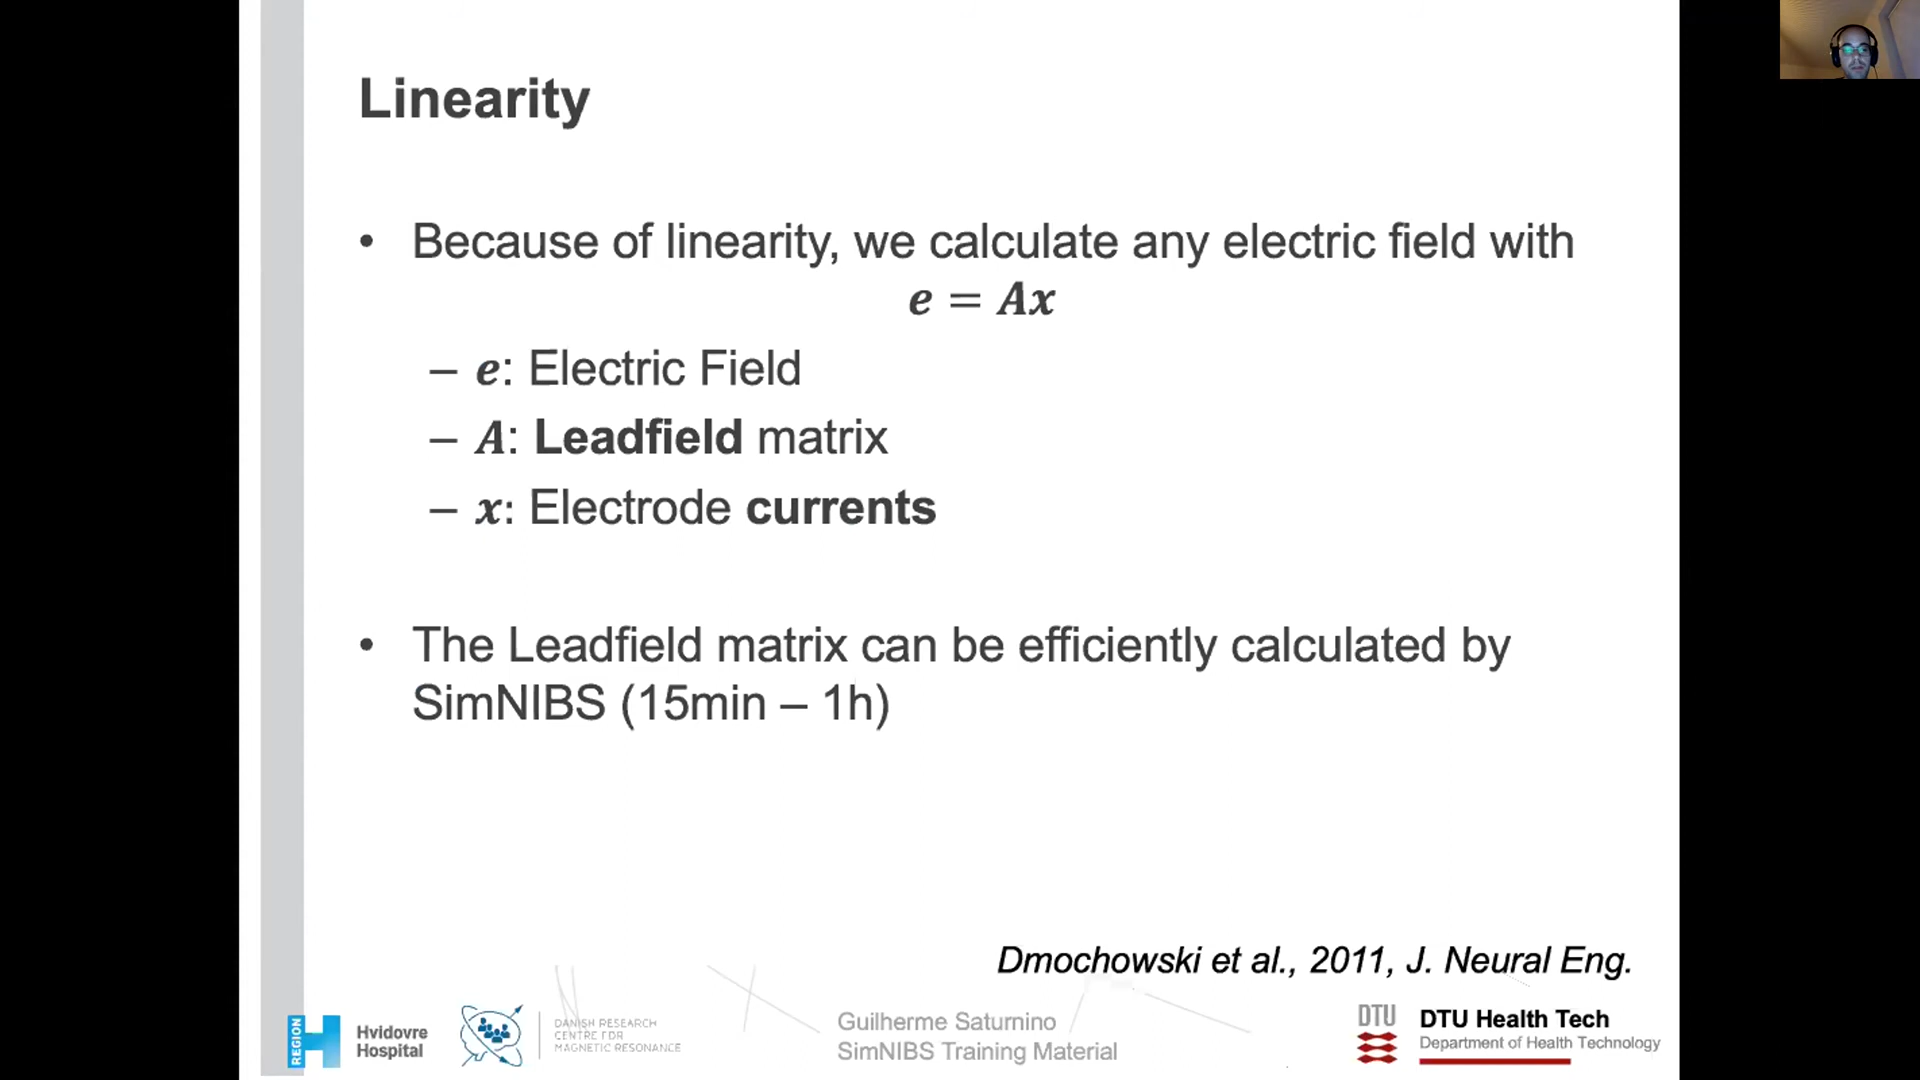 Linearity
• Because of linearity, we calculate any electric field with
e = Ax
– e: Electric Field
– A: Leadfield matrix
– x: Electrode currents
• The Leadfield matrix can be efficiently calculated by
SimNIBS (15min – 1h)
Dmochowski et al., 2011, J. Neural Eng.
REGION
Hvidovre
Hospital
DANISH RESEARCH
CENTRE FOR
MAGNETIC RESONANCE
Guilherme Saturnino
SimNIBS Training Material
DTU
DTU Health Tech
Department of Health Technology